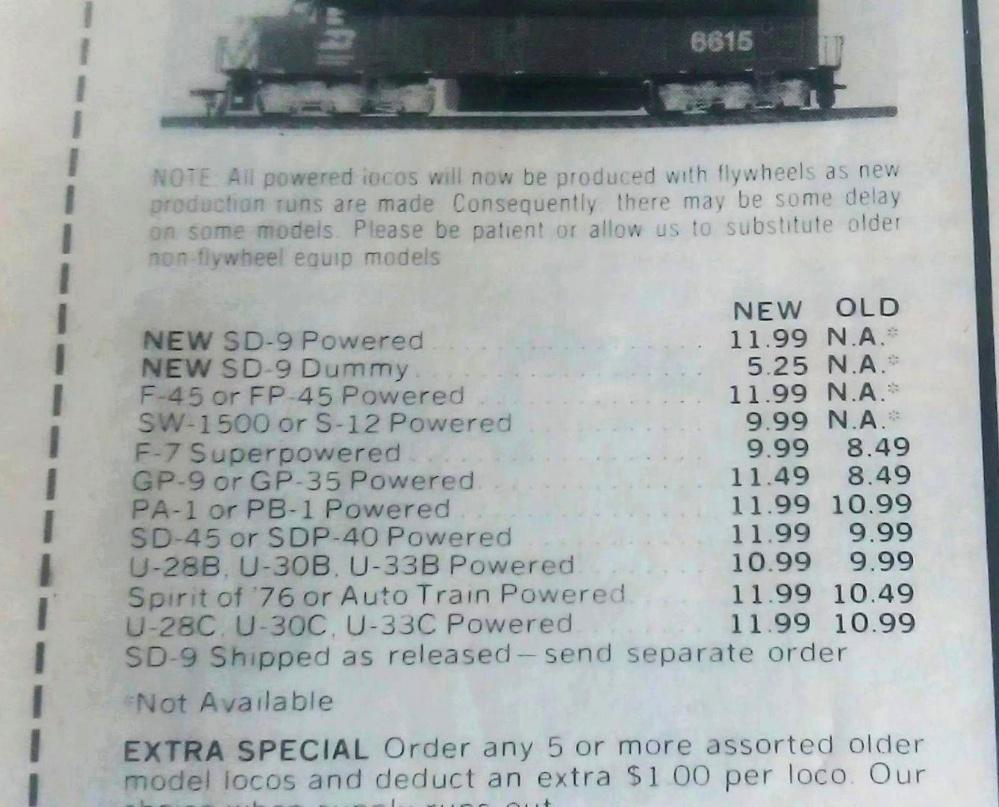 6615
NOTE: All powered locos will now be produced with flywheels as new
production runs are made Consequently there may be some delay
on some models. Please be patient or allow us to substitute older
non-flywheel equip models
NEW OLD
NEW SD-9 Powered 11.99 N.A.*
NEW SD-9 Dummy 5.25 N.A.*
F-45 or FP-45 Powered 11.99 N.A.*
SW-1500 or S-12 Powered 9.99 N.A.*
F-7 Superpowered 9.99 8.49
GP-9 or GP-35 Powered 11.49 8.49
PA-1 or PB-1 Powered 11.99 10.99
SD-45 or SDP-40 Powered 11.99 9.99
U-28B, U-30B, U-33B Powered 10.99 9.99
Spirit of '76 or Auto Train Powered 11.99 10.49
U-28C, U-30C, U-33C Powered 11.99 10.99
SD-9 Shipped as released—send separate order
*Not Available
EXTRA SPECIAL Order any 5 or more assorted older
model locos and deduct an extra $1.00 per loco. Our